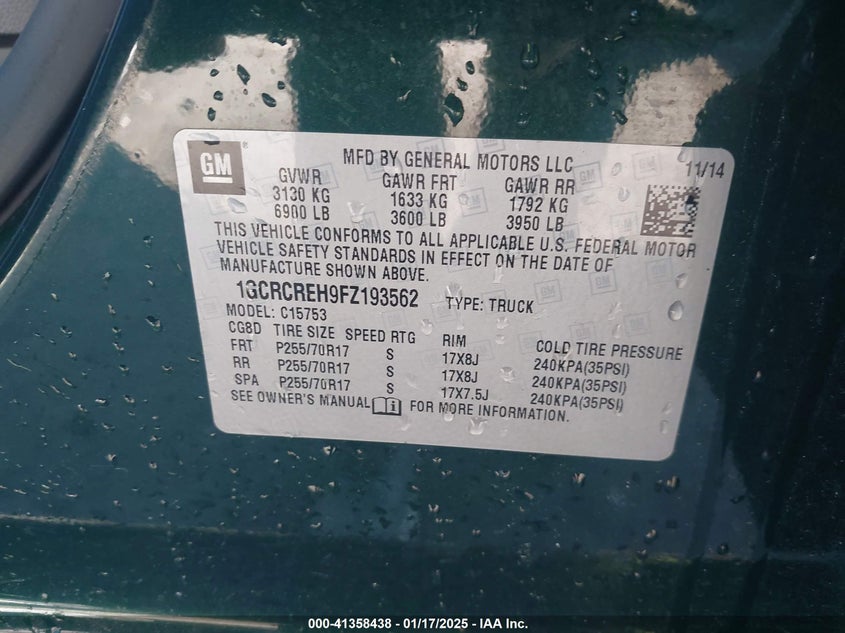 GM
MFD BY GENERAL MOTORS LLC 11/14
GVWR GAWR FRT GAWR RR
3130 KG 1633 KG 1792 KG
6900 LB 3600 LB 3950 LB
THIS VEHICLE CONFORMS TO ALL APPLICABLE U.S. FEDERAL MOTOR
VEHICLE SAFETY STANDARDS IN EFFECT ON THE DATE OF
MANUFACTURE SHOWN ABOVE.
1GCRCREH9FZ193562 TYPE: TRUCK
MODEL: C15753
CG8D TIRE SIZE SPEED RTG RIM COLD TIRE PRESSURE
FRT P255/70R17 S 17X8J 240KPA(35PSI)
RR P255/70R17 S 17X8J 240KPA(35PSI)
SPA P255/70R17 S 17X7.5J 240KPA(35PSI)
SEE OWNER'S MANUAL FOR MORE INFORMATION.
000-41358438 - 01/17/2025 - IAA Inc.